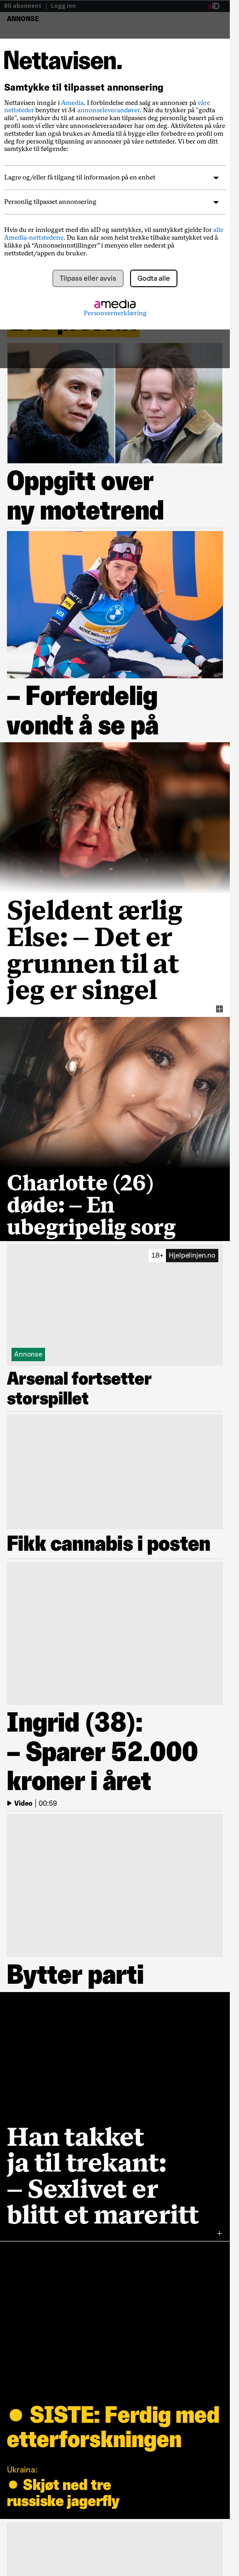 Bli abonnent | Logg inn
aID
ANNONSE
Nettavisen.
Samtykke til tilpasset annonsering
Nettavisen inngår i Amedia. I forbindelse med salg av annonser på våre
nettsteder benytter vi 34 annonseleverandører. Når du trykker på "godta
alle", samtykker du til at annonser kan tilpasses deg personlig basert på en
profil som vi eller våre annonseleverandører har om deg. Aktiviteten på våre
nettsteder kan også brukes av Amedia til å bygge eller forbedre en profil om
deg for personlig tilpasning av annonser på våre nettsteder. Vi ber om ditt
samtykke til følgende:
Lagre og/eller få tilgang til informasjon på en enhet
Personlig tilpasset annonsering
Hvis du er innlogget med din aID og samtykker, vil samtykket gjelde for alle
Amedia-nettstedene. Du kan når som helst trekke tilbake samtykket ved å
klikke på "Annonseinnstillinger" i menyen eller nederst på
nettstedet/appen du bruker.
Tilpass eller avvis
Godta alle
amedia
Personvernerklæring
Oppgitt over
ny motetrend
– Forferdelig
vondt å se på
Sjeldent ærlig
Else: – Det er
grunnen til at
jeg er singel
Charlotte (26)
døde: – En
ubegripelig sorg
18+ Hjelpelinjen.no
Annonse
Arsenal fortsetter
storspillet
Fikk cannabis i posten
Ingrid (38):
– Sparer 52.000
kroner i året
Video | 00:59
Bytter parti
Han takket
ja til trekant:
– Sexlivet er
blitt et mareritt
SISTE: Ferdig med
etterforskningen
Ukraina:
Skjøt ned tre
russiske jagerfly